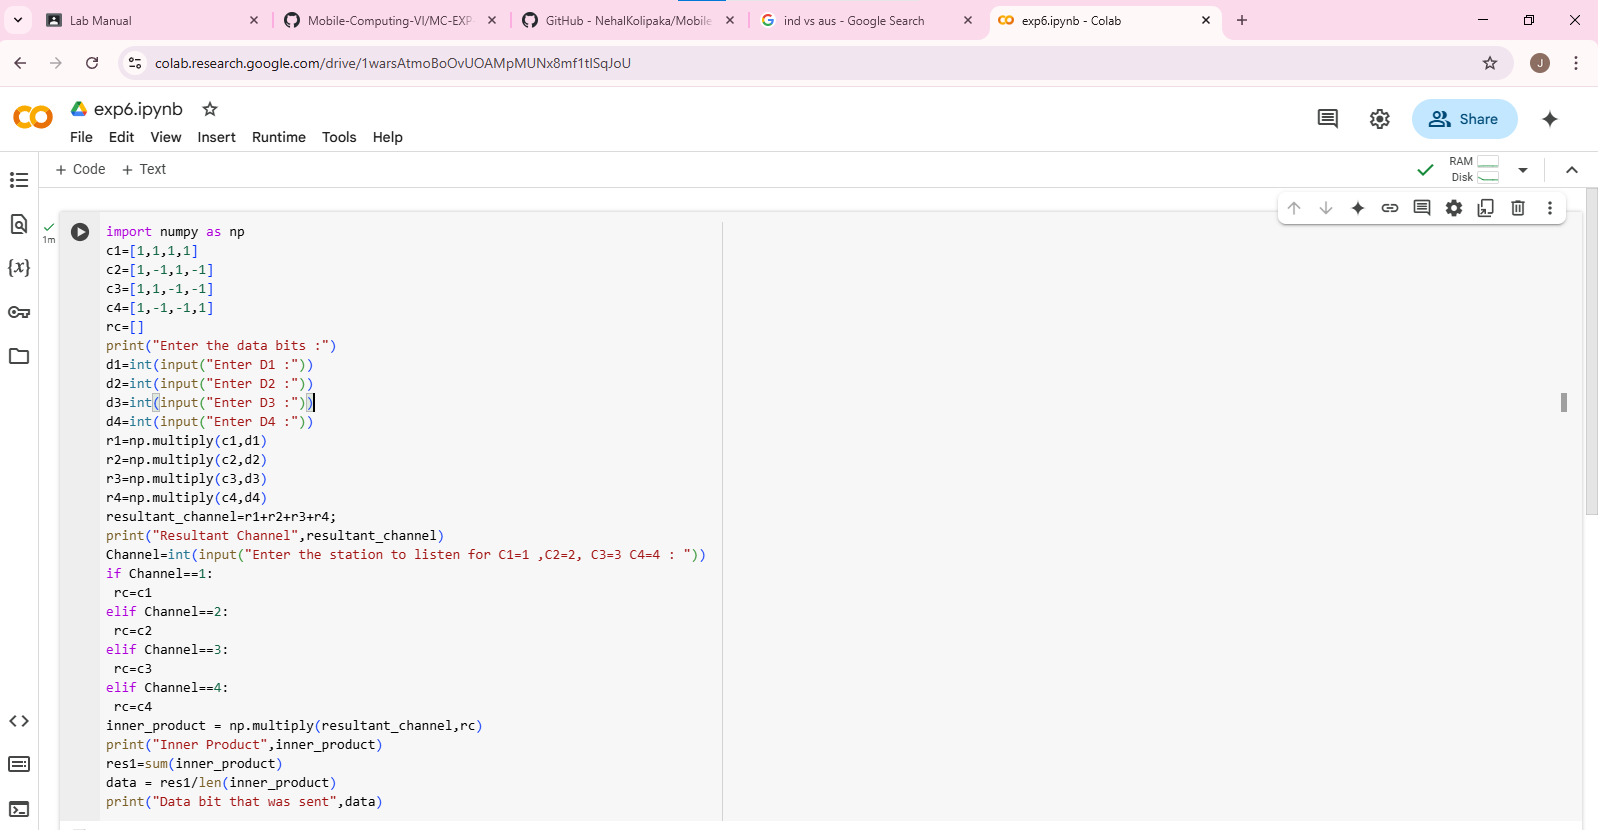 Lab Manual
Mobile-Computing-VI/MC-EXP
GitHub - NehalKolipaka/Mobile
ind vs aus - Google Search
exp6.ipynb - Colab
colab.research.google.com/drive/1warsAtmoBoOvUOAMpMUNx8mf1tISqJoU
J
exp6.ipynb
File Edit View Insert Runtime Tools Help
Share
+ Code + Text
RAM
Disk
1m
import numpy as np
c1=[1,1,1,1]
c2=[1,-1,1,-1]
c3=[1,1,-1,-1]
c4=[1,-1,-1,1]
rc=[]
print("Enter the data bits :")
d1=int(input("Enter D1 :"))
d2=int(input("Enter D2 :"))
d3=int(input("Enter D3 :"))
d4=int(input("Enter D4 :"))
r1=np.multiply(c1,d1)
r2=np.multiply(c2,d2)
r3=np.multiply(c3,d3)
r4=np.multiply(c4,d4)
resultant_channel=r1+r2+r3+r4;
print("Resultant Channel",resultant_channel)
Channel=int(input("Enter the station to listen for C1=1 ,C2=2, C3=3 C4=4 : "))
if Channel==1:
 rc=c1
elif Channel==2:
 rc=c2
elif Channel==3:
 rc=c3
elif Channel==4:
 rc=c4
inner_product = np.multiply(resultant_channel,rc)
print("Inner Product",inner_product)
res1=sum(inner_product)
data = res1/len(inner_product)
print("Data bit that was sent",data)